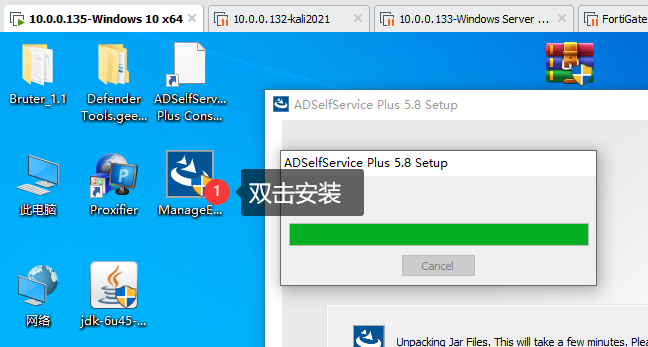 10.0.0.135-Windows 10 x64
10.0.0.132-kali2021
10.0.0.133-Windows Server ...
FortiGate
Bruter_1.1
Defender
Tools.gee...
ADSelfServ...
Plus Cons...
ADSelfService Plus 5.8 Setup
ADSelfService Plus 5.8 Setup
此电脑
Proxifier
ManageE...
1
双击安装
Cancel
网络
jdk-6u45-...
Unpacking Jar Files. This will take a few minutes. Plea